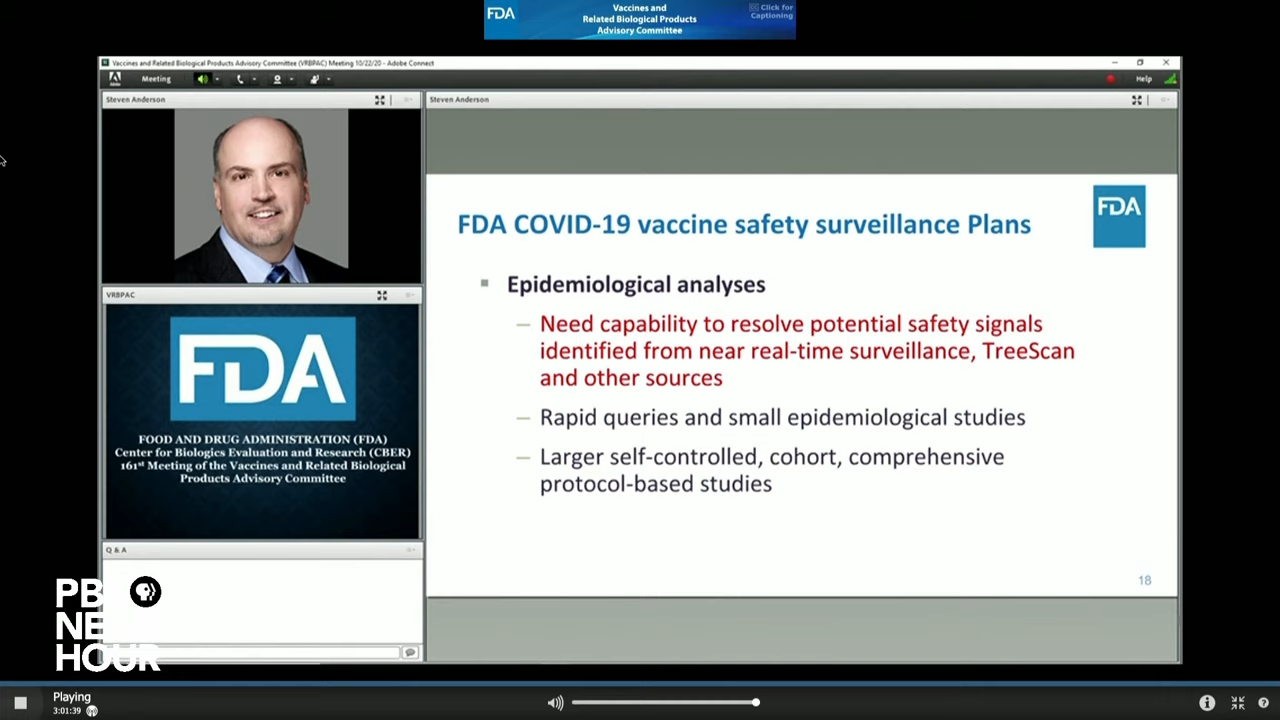 FDA
Vaccines and
Related Biological Products
Advisory Committee
Click for
Captioning
Vaccines and Related Biological Products Advisory Committee (VRBPAC) Meeting 10/22/20 - Adobe Connect
Meeting
Help
Steven Anderson
Steven Anderson
FDA COVID-19 vaccine safety surveillance Plans
FDA
Epidemiological analyses
– Need capability to resolve potential safety signals
identified from near real-time surveillance, TreeScan
and other sources
– Rapid queries and small epidemiological studies
– Larger self-controlled, cohort, comprehensive
protocol-based studies
18
VRBPAC
FDA
FOOD AND DRUG ADMINISTRATION (FDA)
Center for Biologics Evaluation and Research (CBER)
161st Meeting of the Vaccines and Related Biological
Products Advisory Committee
Q & A
PB
NE
HOUR
Playing
3:01:39